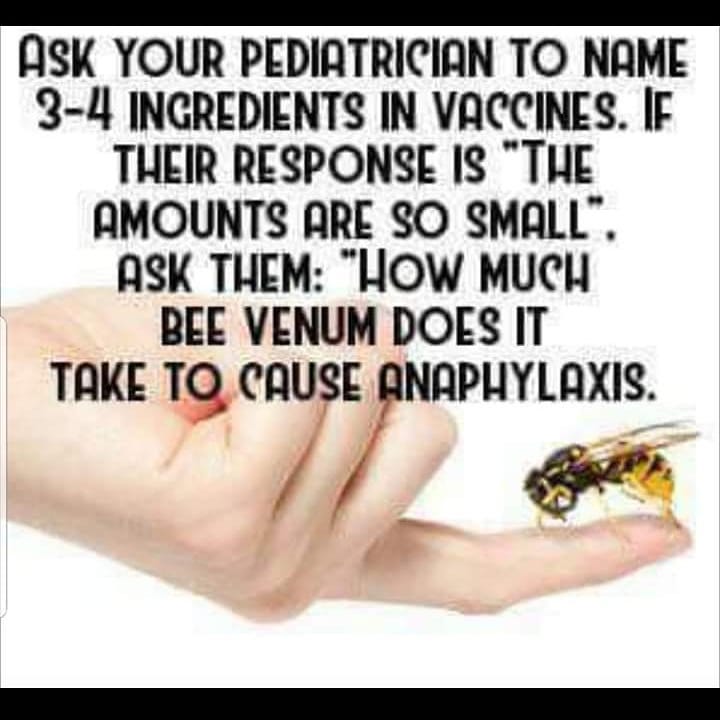 ASK YOUR PEDIATRICIAN TO NAME
3-4 INGREDIENTS IN VACCINES. IF
THEIR RESPONSE IS "THE
AMOUNTS ARE SO SMALL",
ASK THEM: "HOW MUCH
BEE VENUM DOES IT
TAKE TO CAUSE ANAPHYLAXIS.